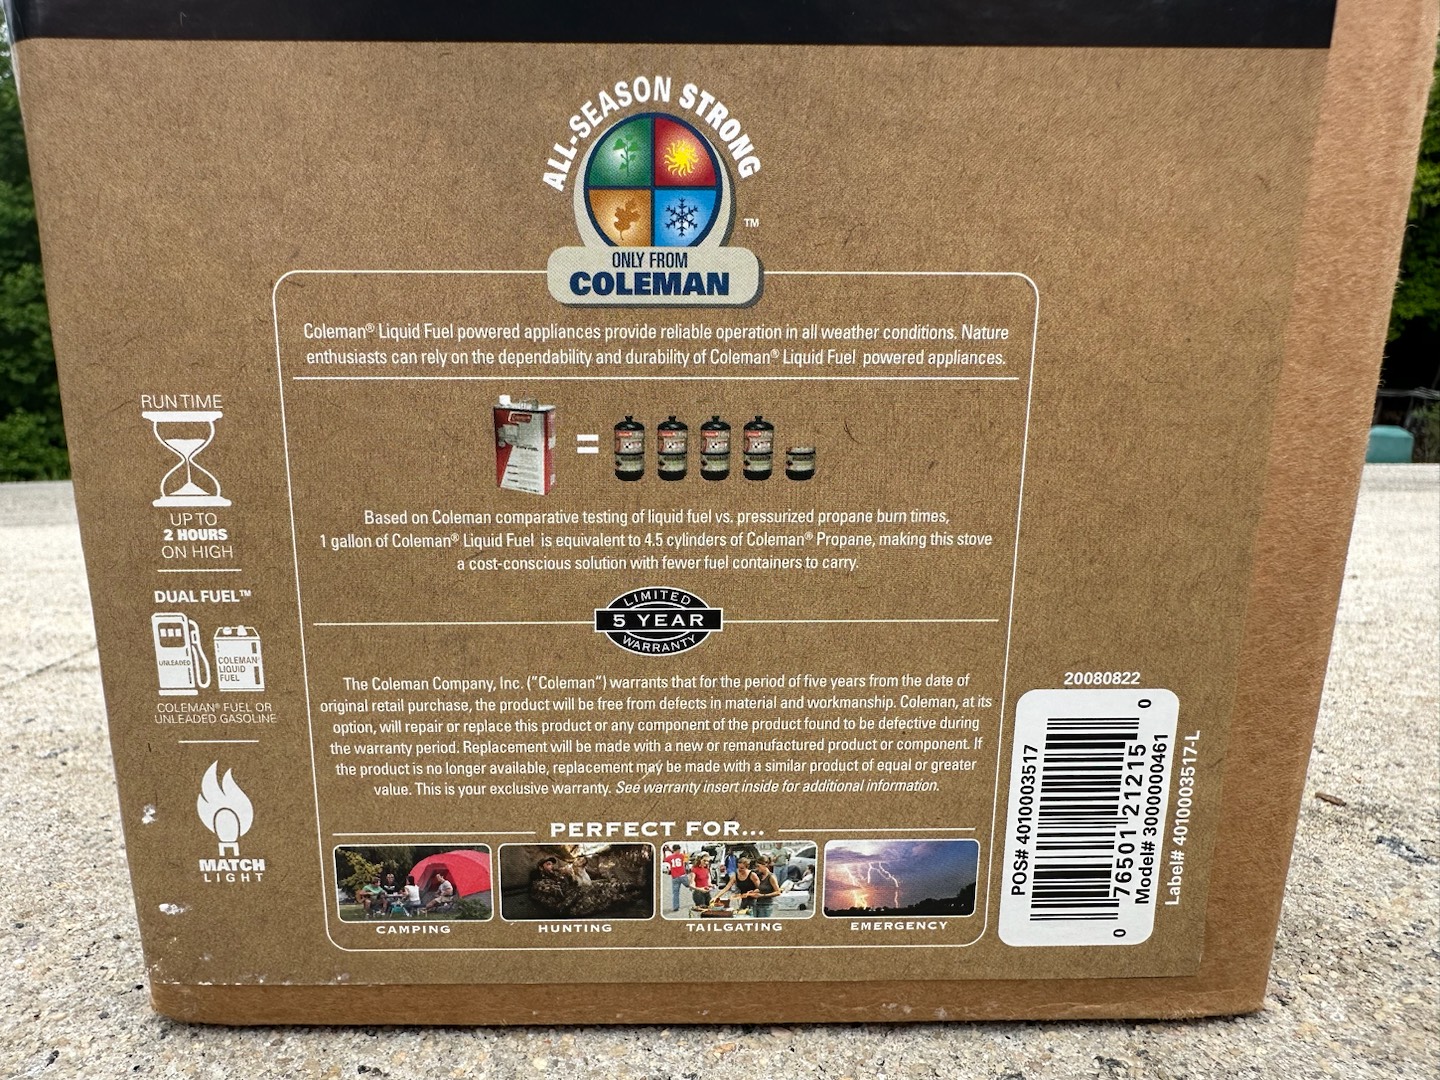 ALL-SEASON STRONG
TM
ONLY FROM
COLEMAN
Coleman® Liquid Fuel powered appliances provide reliable operation in all weather conditions. Nature
enthusiasts can rely on the dependability and durability of Coleman® Liquid Fuel powered appliances.
=
Based on Coleman comparative testing of liquid fuel vs. pressurized propane burn times,
1 gallon of Coleman® Liquid Fuel is equivalent to 4.5 cylinders of Coleman® Propane, making this stove
a cost-conscious solution with fewer fuel containers to carry.
LIMITED
5 YEAR
WARRANTY
The Coleman Company, Inc. ("Coleman") warrants that for the period of five years from the date of
original retail purchase, the product will be free from defects in material and workmanship. Coleman, at its
option, will repair or replace this product or any component of the product found to be defective during
the warranty period. Replacement will be made with a new or remanufactured product or component. If
the product is no longer available, replacement may be made with a similar product of equal or greater
value. This is your exclusive warranty. See warranty insert inside for additional information.
PERFECT FOR...
16
CAMPING
HUNTING
TAILGATING
EMERGENCY
RUN TIME
UP TO
2 HOURS
ON HIGH
DUAL FUEL™
UNLEADED
COLEMAN®
LIQUID
FUEL
COLEMAN® FUEL OR
UNLEADED GASOLINE
MATCH
LIGHT
20080822
POS# 4010003517
0 76501 21215 0
Model# 3000000461
Label# 4010003517-L